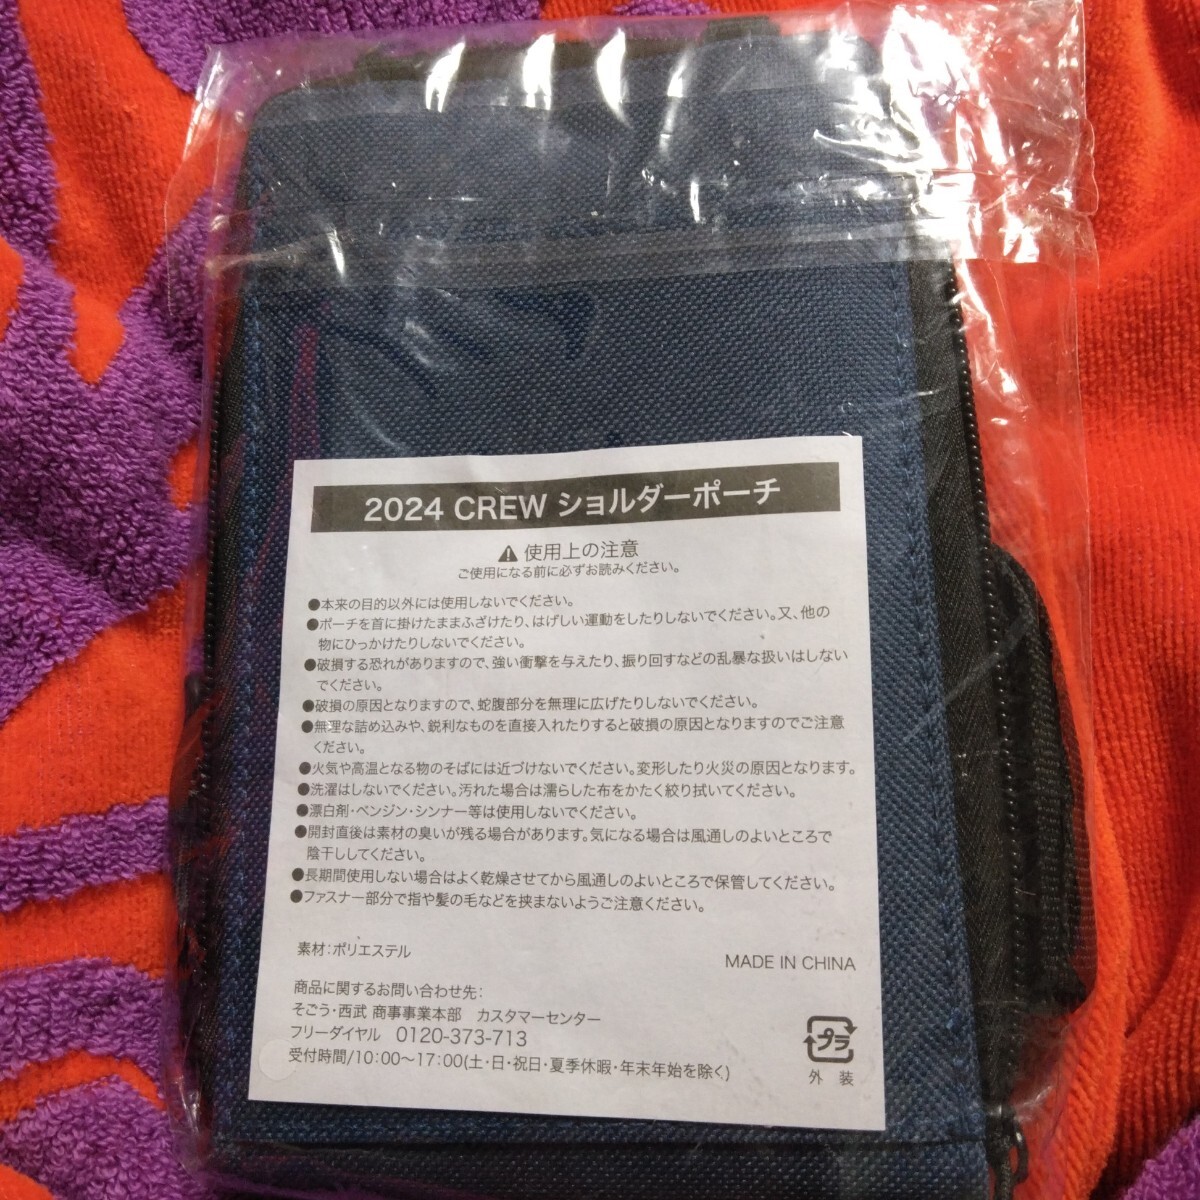 2024 CREW ショルダーポーチ
⚠ 使用上の注意
ご使用になる前に必ずお読みください。
●本来の目的以外には使用しないでください。
●ポーチを首に掛けたままふざけたり、はげしい運動をしたりしないでください。又、他の
物にひっかけたりしないでください。
●破損する恐れがありますので、強い衝撃を与えたり、振り回すなどの乱暴な扱いはしない
でください。
●破損の原因となりますので、蛇腹部分を無理に広げたりしないでください。
●無理な詰め込みや、鋭利なものを直接入れたりすると破損の原因となりますのでご注意
ください。
●火気や高温となる物のそばには近づけないでください。変形したり火災の原因となります。
●洗濯はしないでください。汚れた場合は濡らした布をかたく絞り拭いてください。
●漂白剤・ベンジン・シンナー等は使用しないでください。
●開封直後は素材の臭いが残る場合があります。気になる場合は風通しのよいところで
陰干ししてください。
●長期間使用しない場合はよく乾燥させてから風通しのよいところで保管してください。
●ファスナー部分で指や髪の毛などを挟まないようご注意ください。
素材:ポリエステル
MADE IN CHINA
商品に関するお問い合わせ先:
そごう・西武 商事事業本部 カスタマーセンター
フリーダイヤル 0120-373-713
受付時間/10:00〜17:00(土・日・祝日・夏季休暇・年末年始を除く)
プラ
外 装